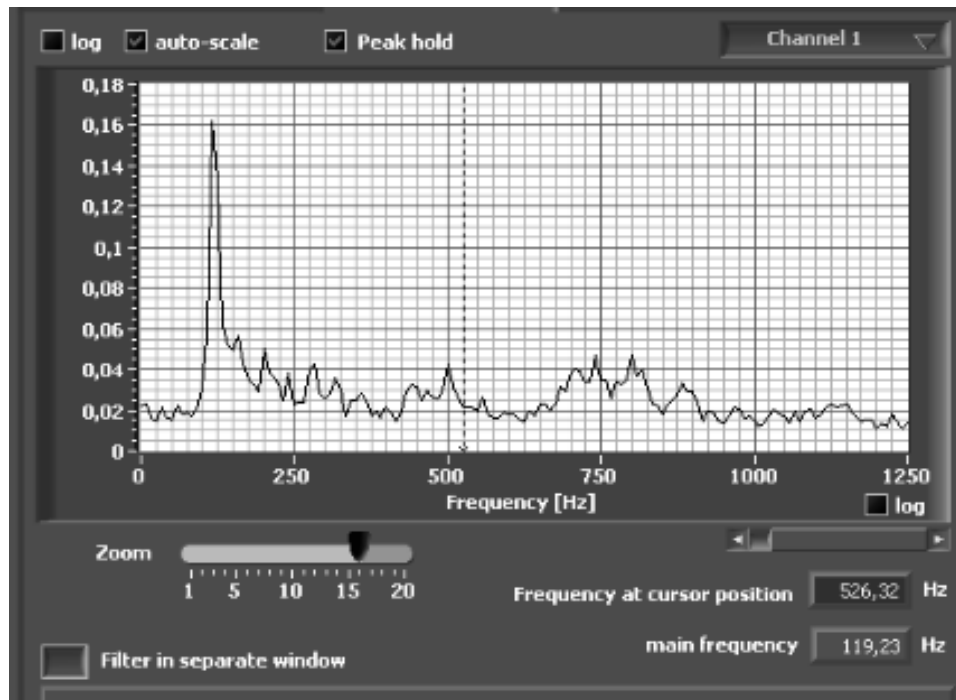 log auto-scale Peak hold Channel 1
0,18
0,16
0,14
0,12
0,1
0,08
0,06
0,04
0,02
0
0 250 500 750 1000 1250
Frequency [Hz]
log
Zoom
1 5 10 15 20
Frequency at cursor position 526,32 Hz
main frequency 119,23 Hz
Filter in separate window